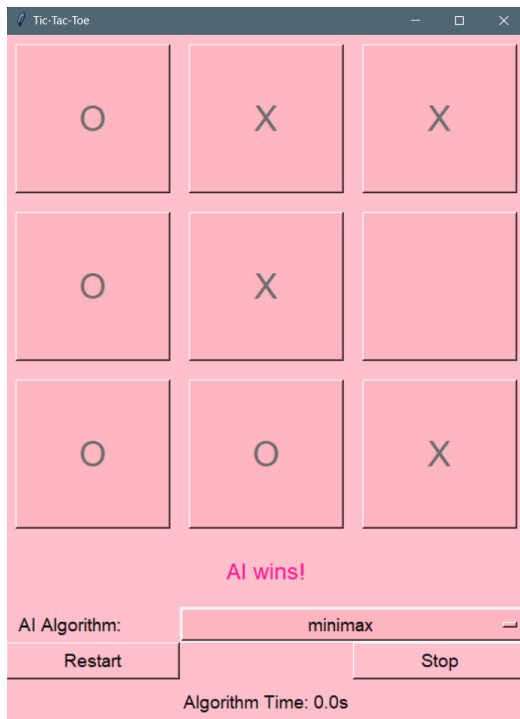 Tic-Tac-Toe
O X X
O X
O O X
AI wins!
AI Algorithm: minimax
Restart Stop
Algorithm Time: 0.0s